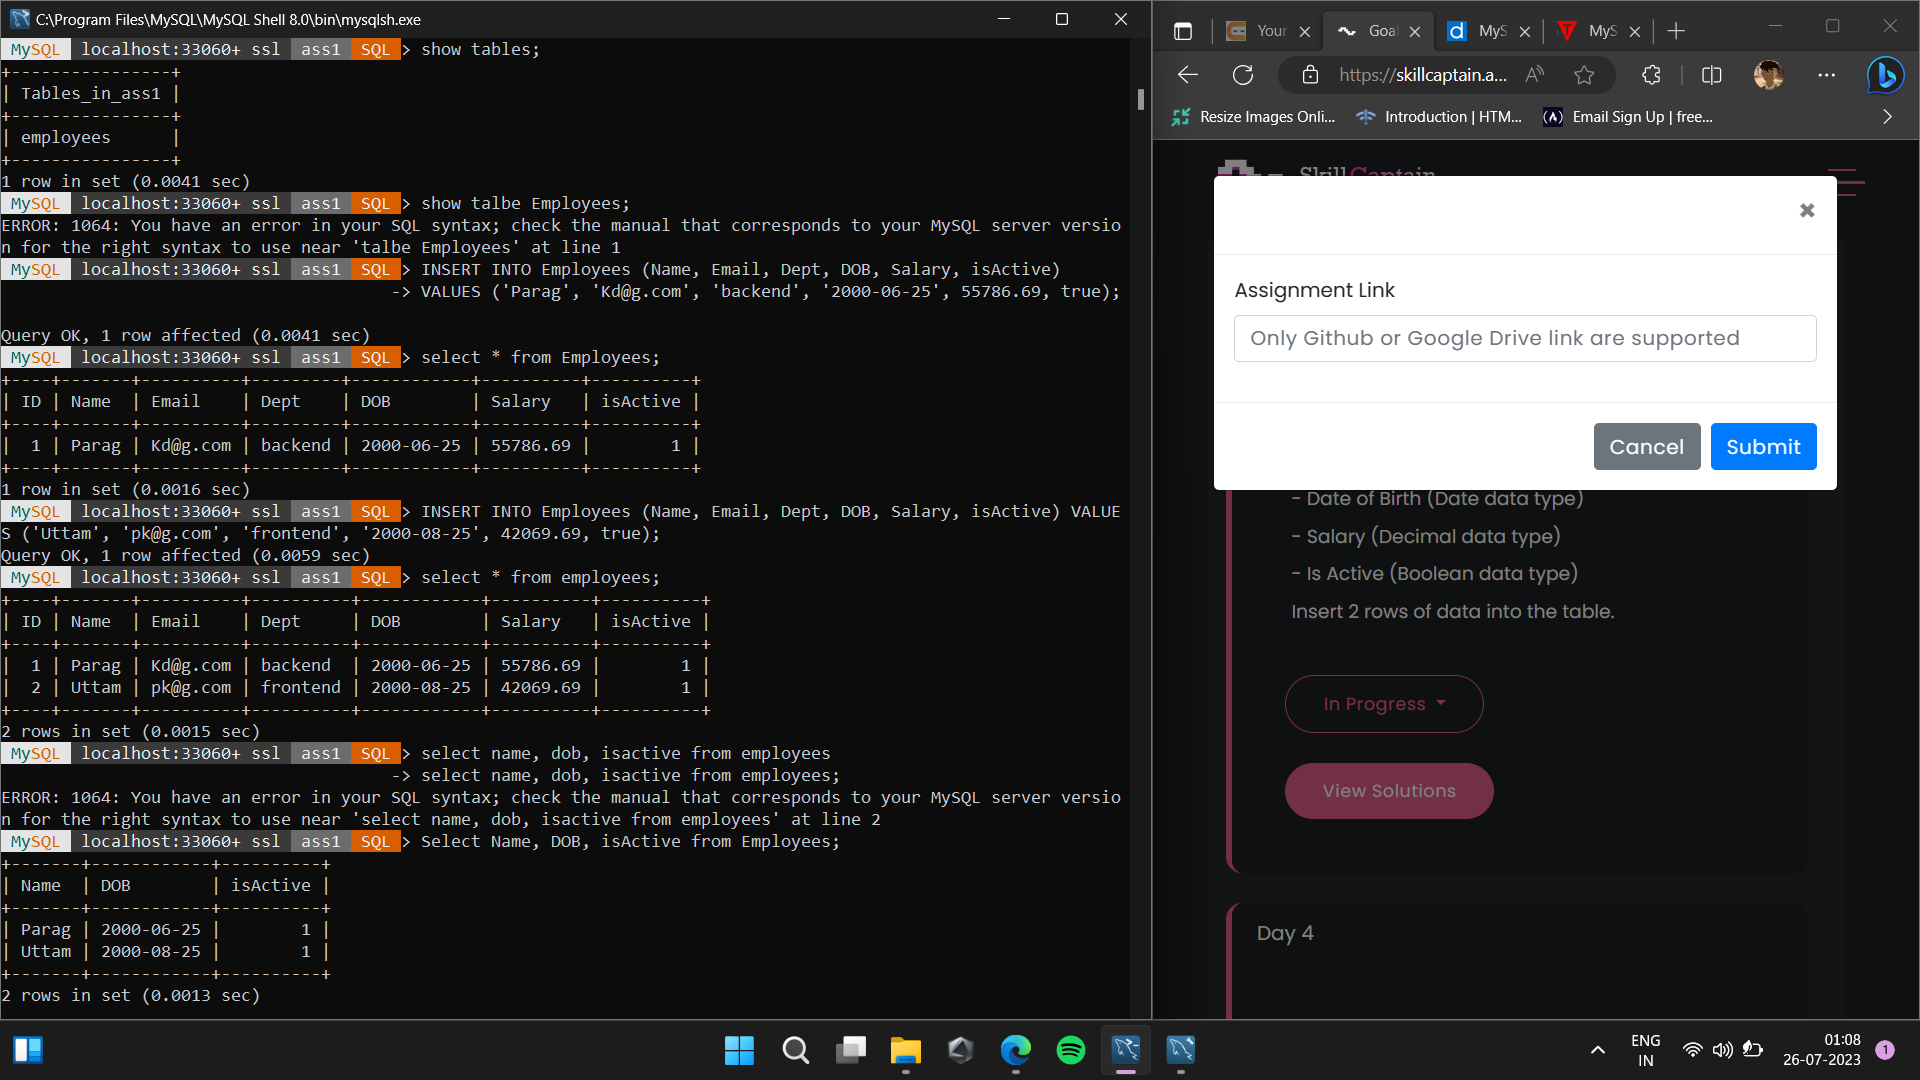 C:\Program Files\MySQL\MySQL Shell 8.0\bin\mysqlsh.exe
MySQL localhost:33060+ ssl ass1 SQL > show tables;
+----------------+
| Tables_in_ass1 |
+----------------+
| employees      |
+----------------+
1 row in set (0.0041 sec)
MySQL localhost:33060+ ssl ass1 SQL > show talbe Employees;
ERROR: 1064: You have an error in your SQL syntax; check the manual that corresponds to your MySQL server versio
n for the right syntax to use near 'talbe Employees' at line 1
MySQL localhost:33060+ ssl ass1 SQL > INSERT INTO Employees (Name, Email, Dept, DOB, Salary, isActive)
-> VALUES ('Parag', 'Kd@g.com', 'backend', '2000-06-25', 55786.69, true);
Query OK, 1 row affected (0.0041 sec)
MySQL localhost:33060+ ssl ass1 SQL > select * from Employees;
+----+-------+----------+---------+------------+----------+----------+
| ID | Name  | Email    | Dept    | DOB        | Salary   | isActive |
+----+-------+----------+---------+------------+----------+----------+
|  1 | Parag | Kd@g.com | backend | 2000-06-25 | 55786.69 |        1 |
+----+-------+----------+---------+------------+----------+----------+
1 row in set (0.0016 sec)
MySQL localhost:33060+ ssl ass1 SQL > INSERT INTO Employees (Name, Email, Dept, DOB, Salary, isActive) VALUE
S ('Uttam', 'pk@g.com', 'frontend', '2000-08-25', 42069.69, true);
Query OK, 1 row affected (0.0059 sec)
MySQL localhost:33060+ ssl ass1 SQL > select * from employees;
+----+-------+----------+----------+------------+----------+----------+
| ID | Name  | Email    | Dept     | DOB        | Salary   | isActive |
+----+-------+----------+----------+------------+----------+----------+
|  1 | Parag | Kd@g.com | backend  | 2000-06-25 | 55786.69 |        1 |
|  2 | Uttam | pk@g.com | frontend | 2000-08-25 | 42069.69 |        1 |
+----+-------+----------+----------+------------+----------+----------+
2 rows in set (0.0015 sec)
MySQL localhost:33060+ ssl ass1 SQL > select name, dob, isactive from employees
-> select name, dob, isactive from employees;
ERROR: 1064: You have an error in your SQL syntax; check the manual that corresponds to your MySQL server versio
n for the right syntax to use near 'select name, dob, isactive from employees' at line 2
MySQL localhost:33060+ ssl ass1 SQL > Select Name, DOB, isActive from Employees;
+-------+------------+----------+
| Name  | DOB        | isActive |
+-------+------------+----------+
| Parag | 2000-06-25 |        1 |
| Uttam | 2000-08-25 |        1 |
+-------+------------+----------+
2 rows in set (0.0013 sec)
Your
Goa
MyS
MyS
https://skillcaptain.a...
Resize Images Onli...
Introduction | HTM...
Email Sign Up | free...
SkillCaptain
Assignment Link
Only Github or Google Drive link are supported
Cancel
Submit
- Date of Birth (Date data type)
- Salary (Decimal data type)
- Is Active (Boolean data type)
Insert 2 rows of data into the table.
In Progress
View Solutions
Day 4
ENG
IN
01:08
26-07-2023
1